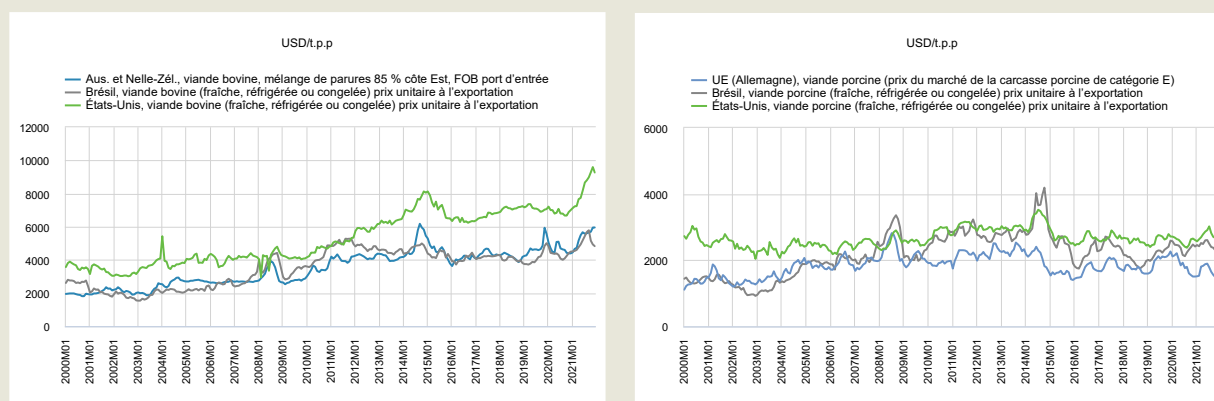 USD/t.p.p
Aus. et Nelle-Zél., viande bovine, mélange de parures 85 % côte Est, FOB port d’entrée
Brésil, viande bovine (fraîche, réfrigérée ou congelée) prix unitaire à l’exportation
États-Unis, viande bovine (fraîche, réfrigérée ou congelée) prix unitaire à l’exportation
12000
10000
8000
6000
4000
2000
0
2000M01
2001M01
2002M01
2003M01
2004M01
2005M01
2006M01
2007M01
2008M01
2009M01
2010M01
2011M01
2012M01
2013M01
2014M01
2015M01
2016M01
2017M01
2018M01
2019M01
2020M01
2021M01
USD/t.p.p
UE (Allemagne), viande porcine (prix du marché de la carcasse porcine de catégorie E)
Brésil, viande porcine (fraîche, réfrigérée ou congelée) prix unitaire à l’exportation
États-Unis, viande porcine (fraîche, réfrigérée ou congelée) prix unitaire à l’exportation
6000
4000
2000
0
2000M01
2001M01
2002M01
2003M01
2004M01
2005M01
2006M01
2007M01
2008M01
2009M01
2010M01
2011M01
2012M01
2013M01
2014M01
2015M01
2016M01
2017M01
2018M01
2019M01
2020M01
2021M01